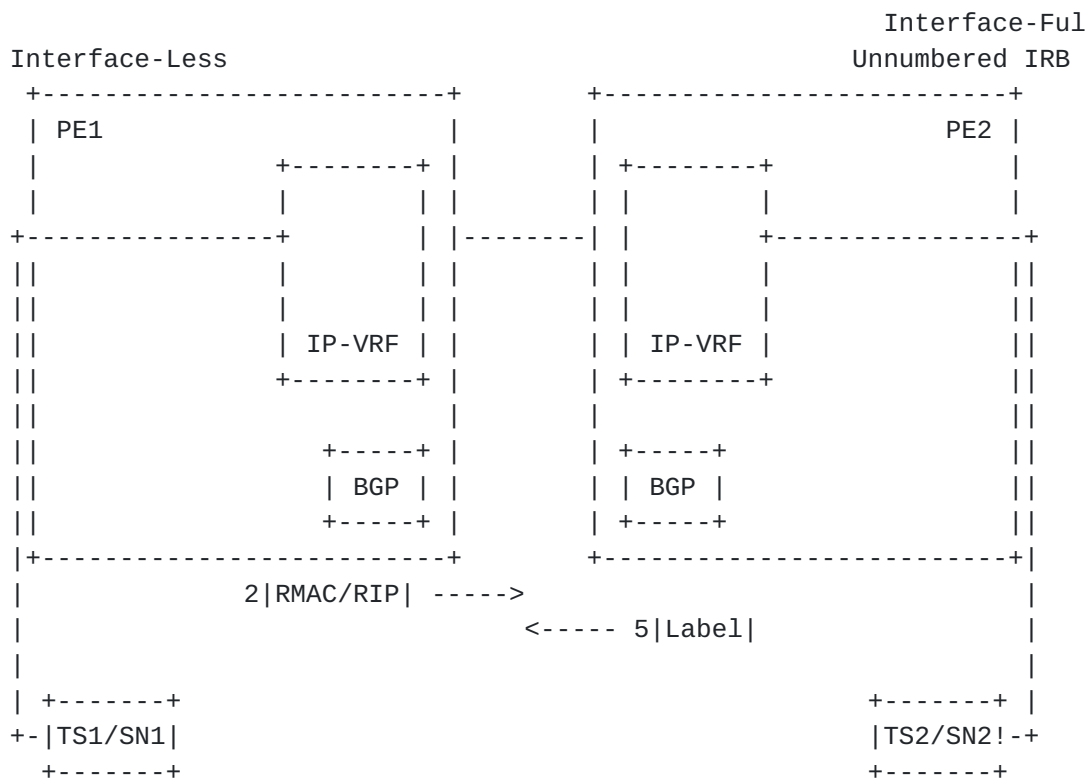 Interface-Ful
Interface-Less Unnumbered IRB
PE1 PE2
IP-VRF IP-VRF
BGP BGP
2|RMAC/RIP| ----->
<----- 5|Label|
|TS1/SN1| |TS2/SN2!